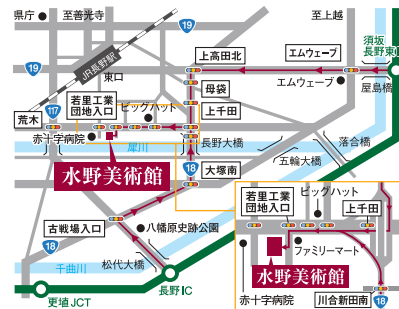 県庁
至善光寺
19
至上越
須坂
長野東IC
19
JR長野駅
東口
上高田北
エムウェーブ
エムウェーブ
屋島橋
母袋
若里工業
団地入口
ビッグハット
上千田
117
荒木
赤十字病院
犀川
長野大橋
落合橋
五輪大橋
水野美術館
18
大塚南
古戦場入口
八幡原史跡公園
18
千曲川
松代大橋
長野IC
更埴JCT
ビッグハット
若里工業
団地入口
上千田
ファミリーマート
水野美術館
赤十字病院
川合新田南
18